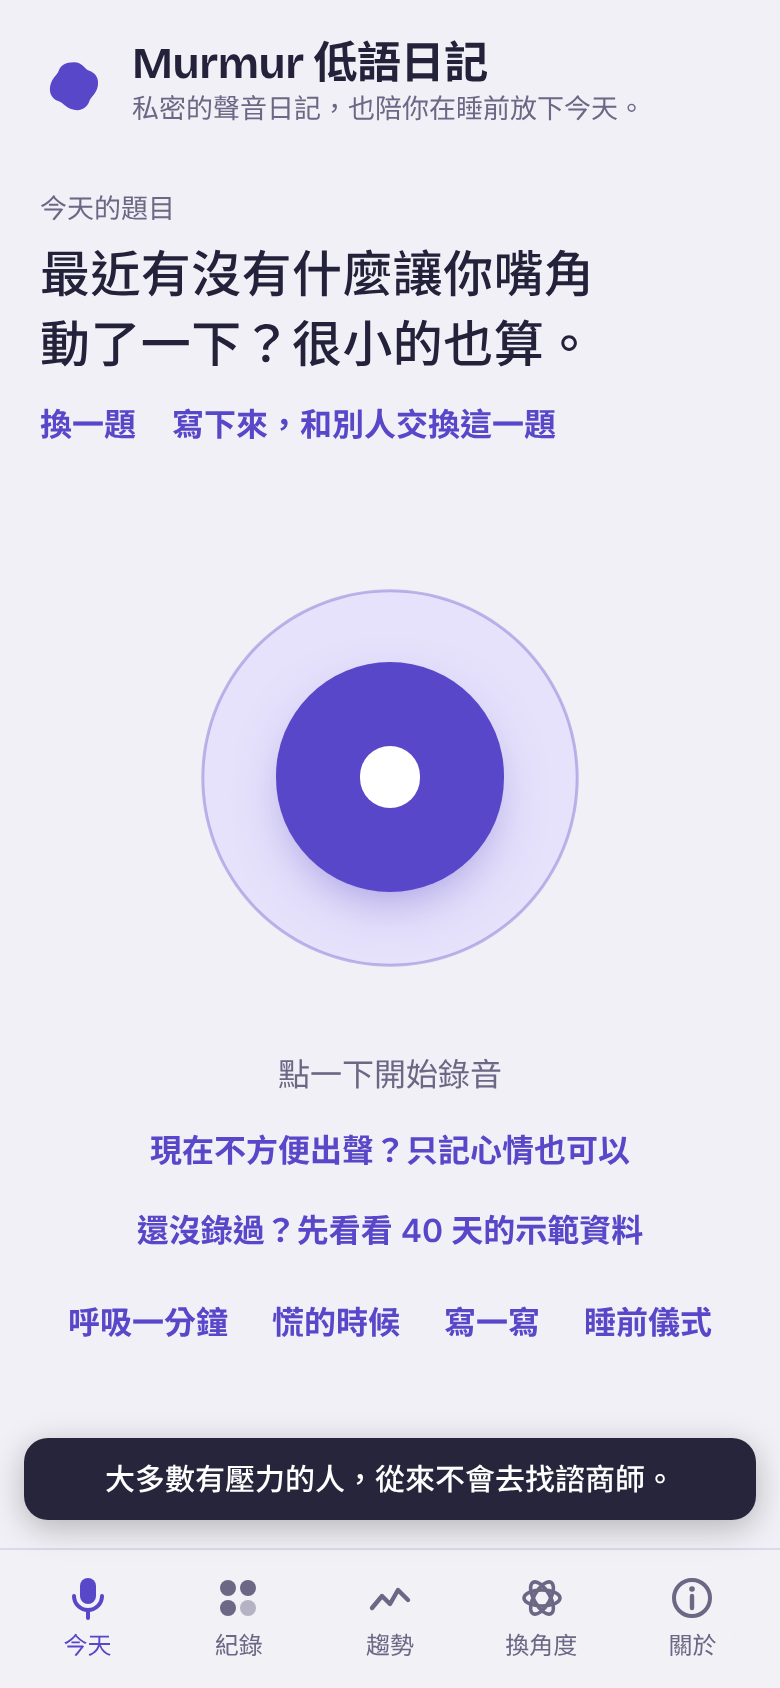 Murmur 低語日記
私密的聲音日記，也陪你在睡前放下今天。
今天的題目
最近有沒有什麼讓你嘴角
動了一下？很小的也算。
換一題 寫下來，和別人交換這一題
點一下開始錄音
現在不方便出聲？只記心情也可以
還沒錄過？先看看 40 天的示範資料
呼吸一分鐘 慌的時候 寫一寫 睡前儀式
大多數有壓力的人，從來不會去找諮商師。
今天 紀錄 趨勢 換角度 關於